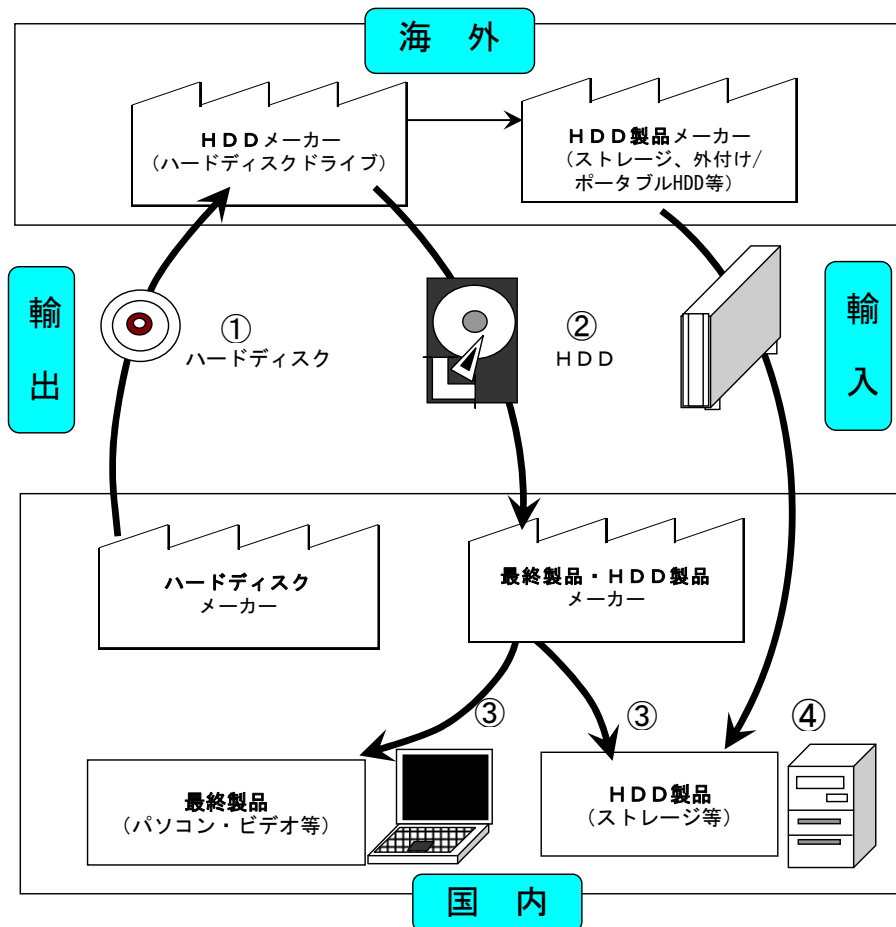 海 外
ＨＤＤメーカー
（ハードディスクドライブ）
ＨＤＤ製品メーカー
（ストレージ、外付け/
ポータブルHDD等）
輸出
①
ハードディスク
②
ＨＤＤ
輸入
ハードディスク
メーカー
最終製品・ＨＤＤ製品
メーカー
③
③
④
最終製品
（パソコン・ビデオ等）
ＨＤＤ製品
（ストレージ等）
国 内